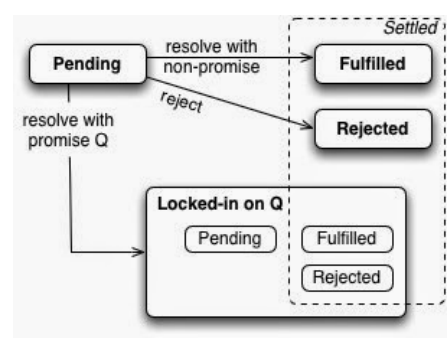 Settled
Pending
resolve with
non-promise
Fulfilled
reject
Rejected
resolve with
promise Q
Locked-in on Q
Pending
Fulfilled
Rejected